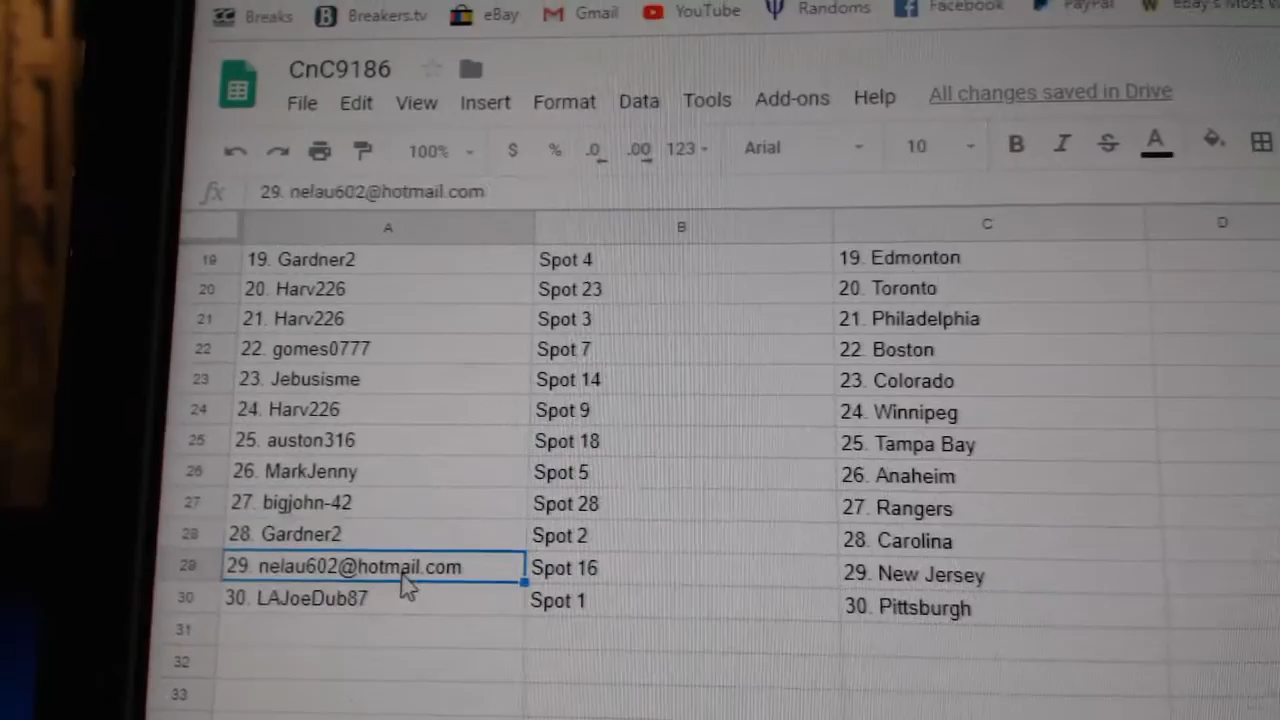 Breaks Breakers.tv eBay Gmail YouTube Randoms Facebook PayPal eBay's Most
CnC9186
File Edit View Insert Format Data Tools Add-ons Help All changes saved in Drive
100% $ % .0 .00 123 Arial 10 B I S A
fx 29. nelau602@hotmail.com
A B C D
19 19. Gardner2 Spot 4 19. Edmonton
20 20. Harv226 Spot 23 20. Toronto
21 21. Harv226 Spot 3 21. Philadelphia
22 22. gomes0777 Spot 7 22. Boston
23 23. Jebusisme Spot 14 23. Colorado
24 24. Harv226 Spot 9 24. Winnipeg
25 25. auston316 Spot 18 25. Tampa Bay
26 26. MarkJenny Spot 5 26. Anaheim
27 27. bigjohn-42 Spot 28 27. Rangers
28 28. Gardner2 Spot 2 28. Carolina
29 29. nelau602@hotmail.com Spot 16 29. New Jersey
30 30. LAJoeDub87 Spot 1 30. Pittsburgh
31
32
33